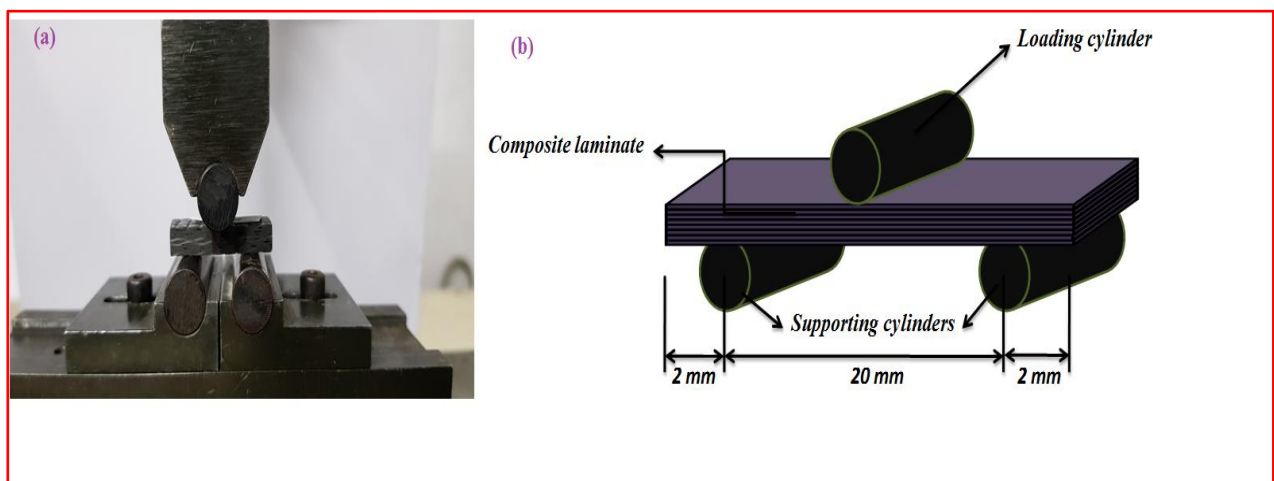 (a)
(b)
Loading cylinder
Composite laminate
Supporting cylinders
2 mm
20 mm
2 mm